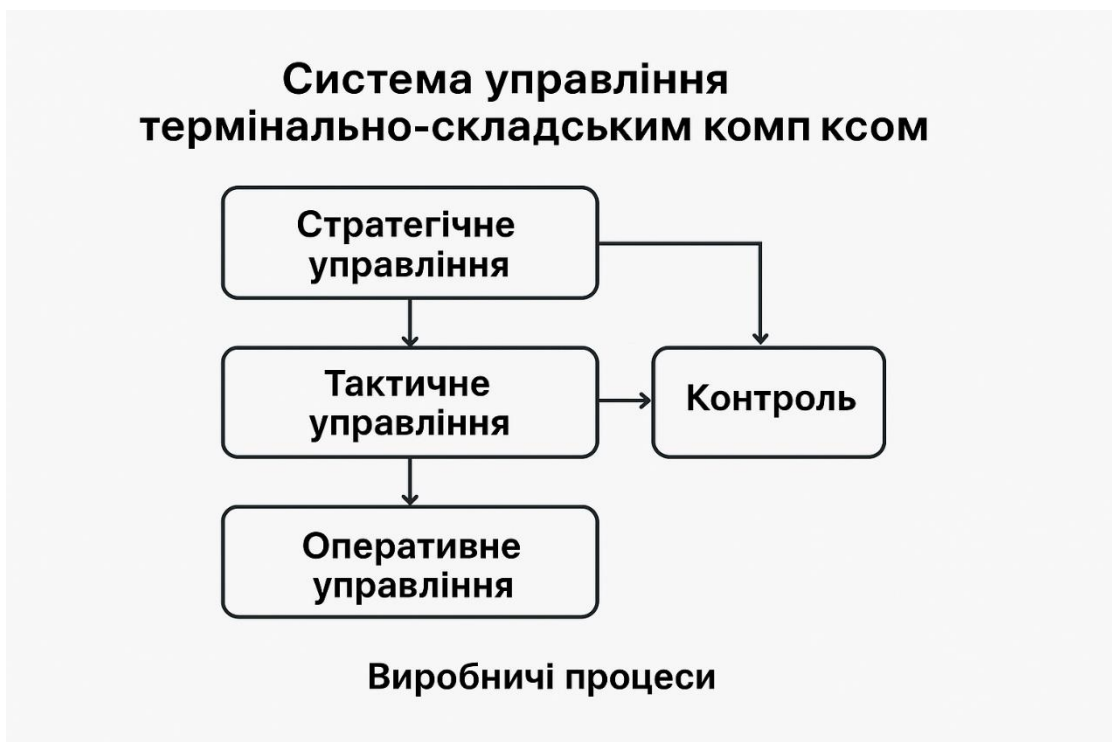 Система управління
термінально-складським комп ксом
Стратегічне
управління
Тактичне
управління
Контроль
Оперативне
управління
Виробничі процеси